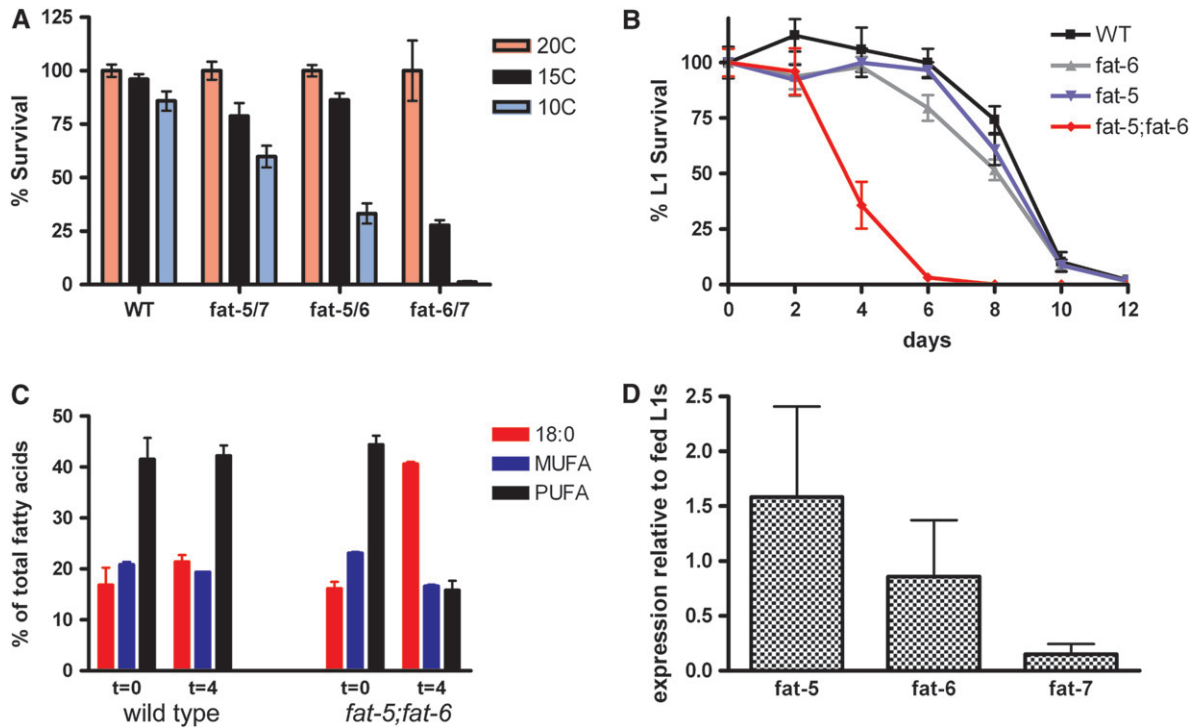 A
125
100
75
50
25
0
% Survival
WT
fat-5/7
fat-5/6
fat-6/7
20C
15C
10C
B
125
100
75
50
25
0
% L1 Survival
0 2 4 6 8 10 12
days
WT
fat-6
fat-5
fat-5;fat-6
C
50
40
30
20
10
0
% of total fatty acids
t=0 t=4 t=0 t=4
wild type fat-5;fat-6
18:0
MUFA
PUFA
D
2.5
2.0
1.5
1.0
0.5
0.0
expression relative to fed L1s
fat-5 fat-6 fat-7